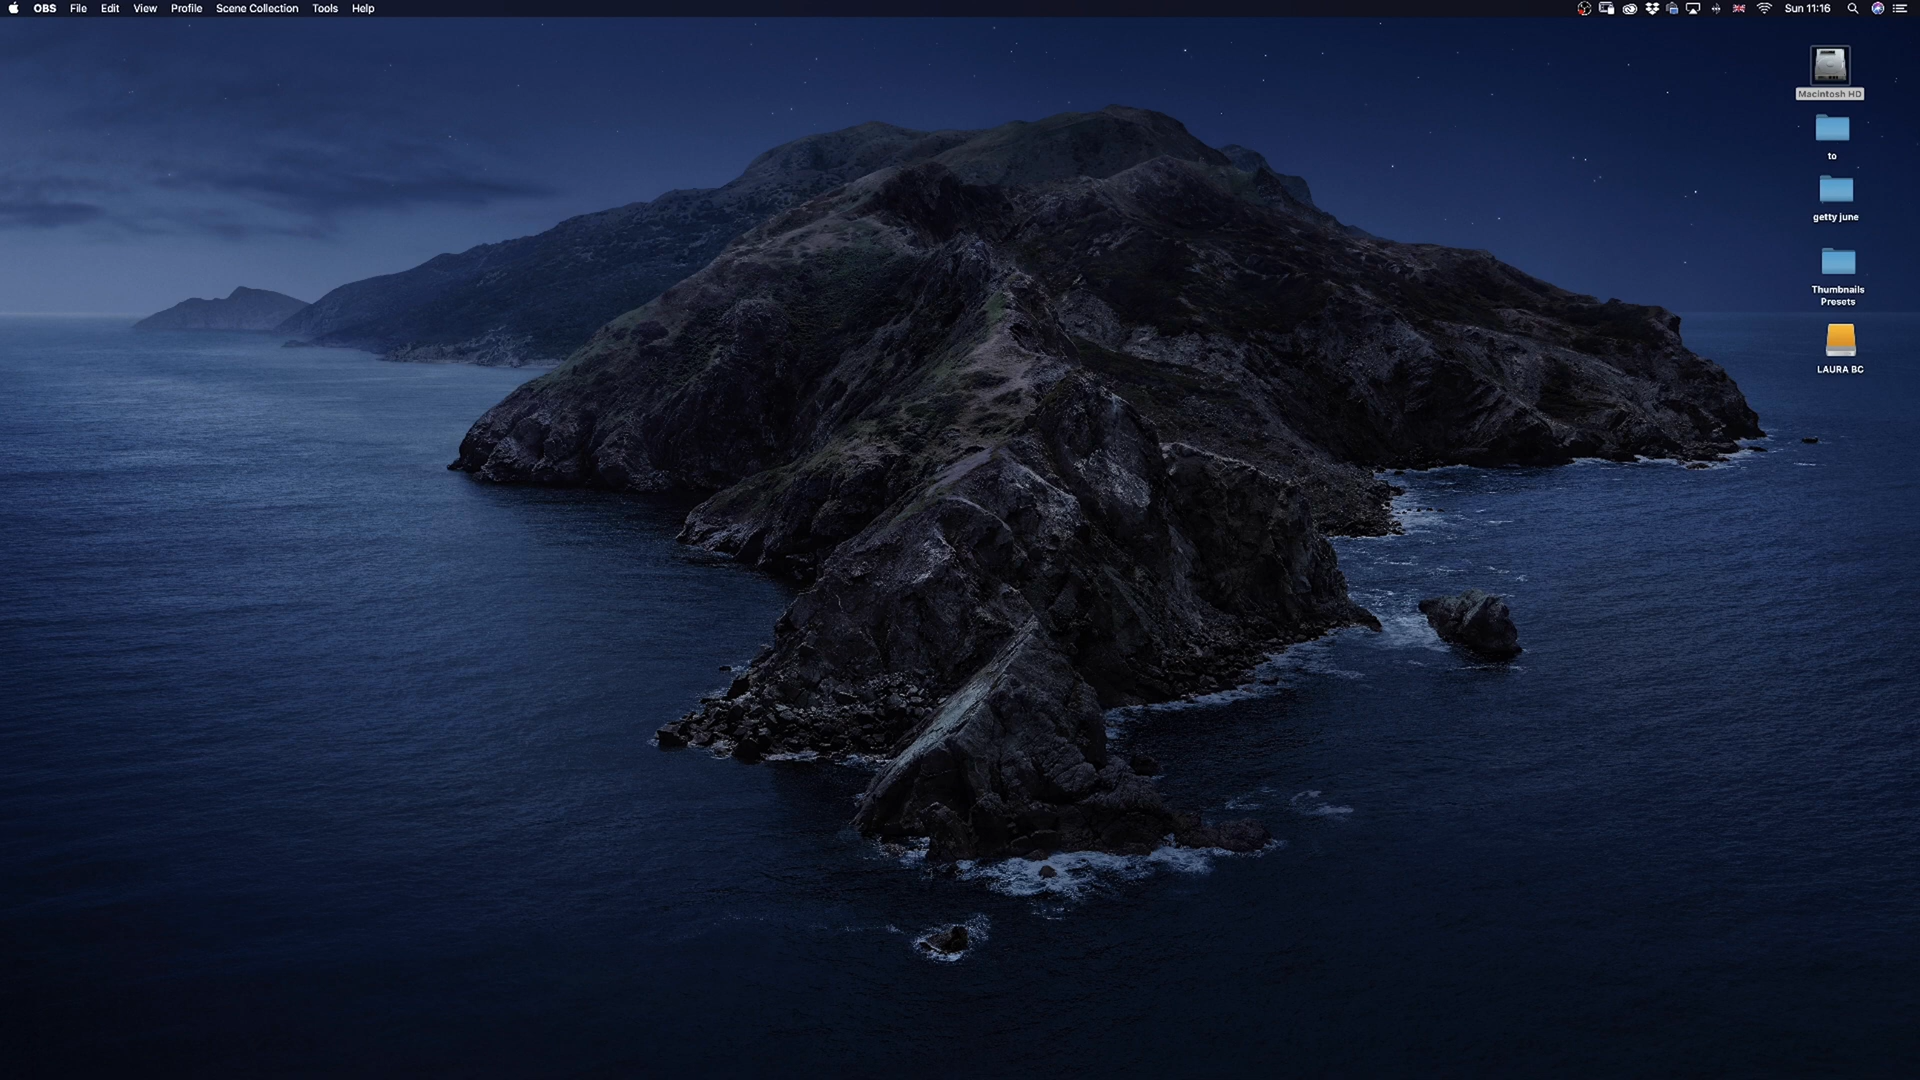 OBS File Edit View Profile Scene Collection Tools Help Sun 11:16
Macintosh HD
to
getty june
Thumbnails
Presets
LAURA BC